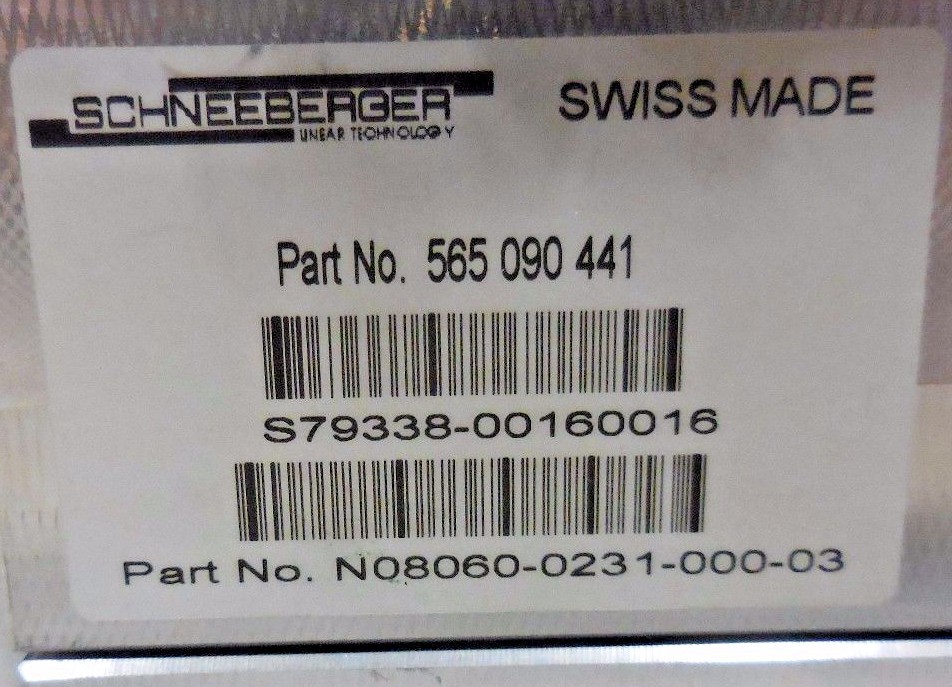 SCHNEEBERGER
LINEAR TECHNOLOGY
SWISS MADE
Part No. 565 090 441
S79338-00160016
Part No. N08060-0231-000-03